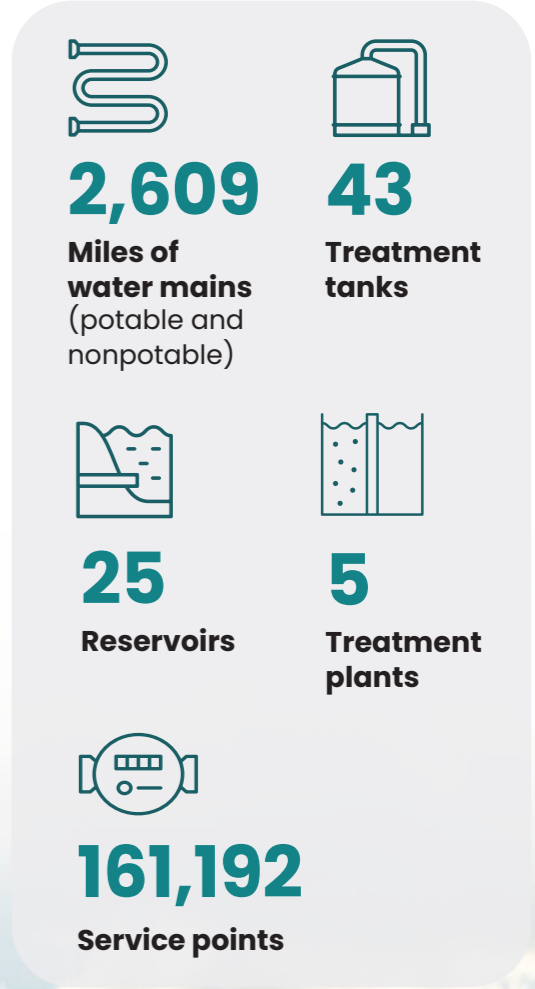 2,609
Miles of
water mains
(potable and
nonpotable)
43
Treatment
tanks
25
Reservoirs
5
Treatment
plants
161,192
Service points